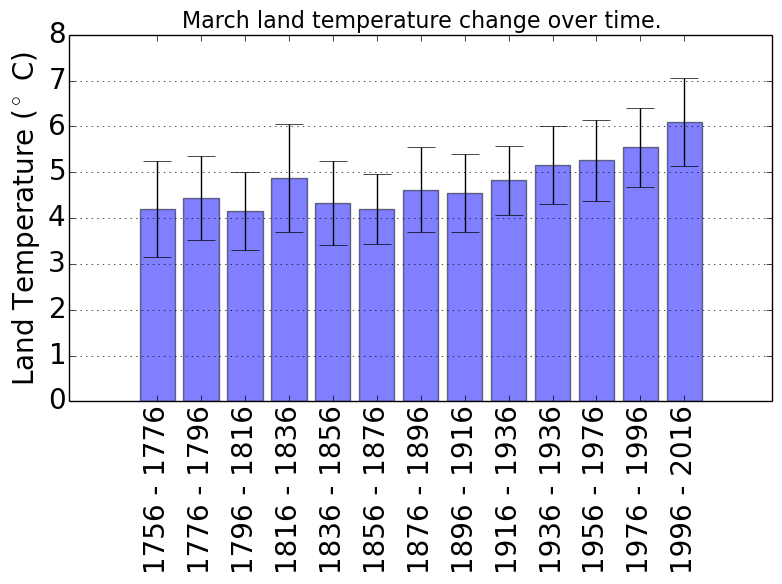 March land temperature change over time.
Land Temperature (° C)
8
7
6
5
4
3
2
1
0
1756 - 1776
1776 - 1796
1796 - 1816
1816 - 1836
1836 - 1856
1856 - 1876
1876 - 1896
1896 - 1916
1916 - 1936
1936 - 1936
1956 - 1976
1976 - 1996
1996 - 2016